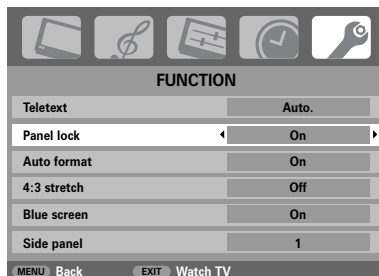 FUNCTION
Teletext Auto.
Panel lock On
Auto format On
4:3 stretch Off
Blue screen On
Side panel 1
MENU Back EXIT Watch TV